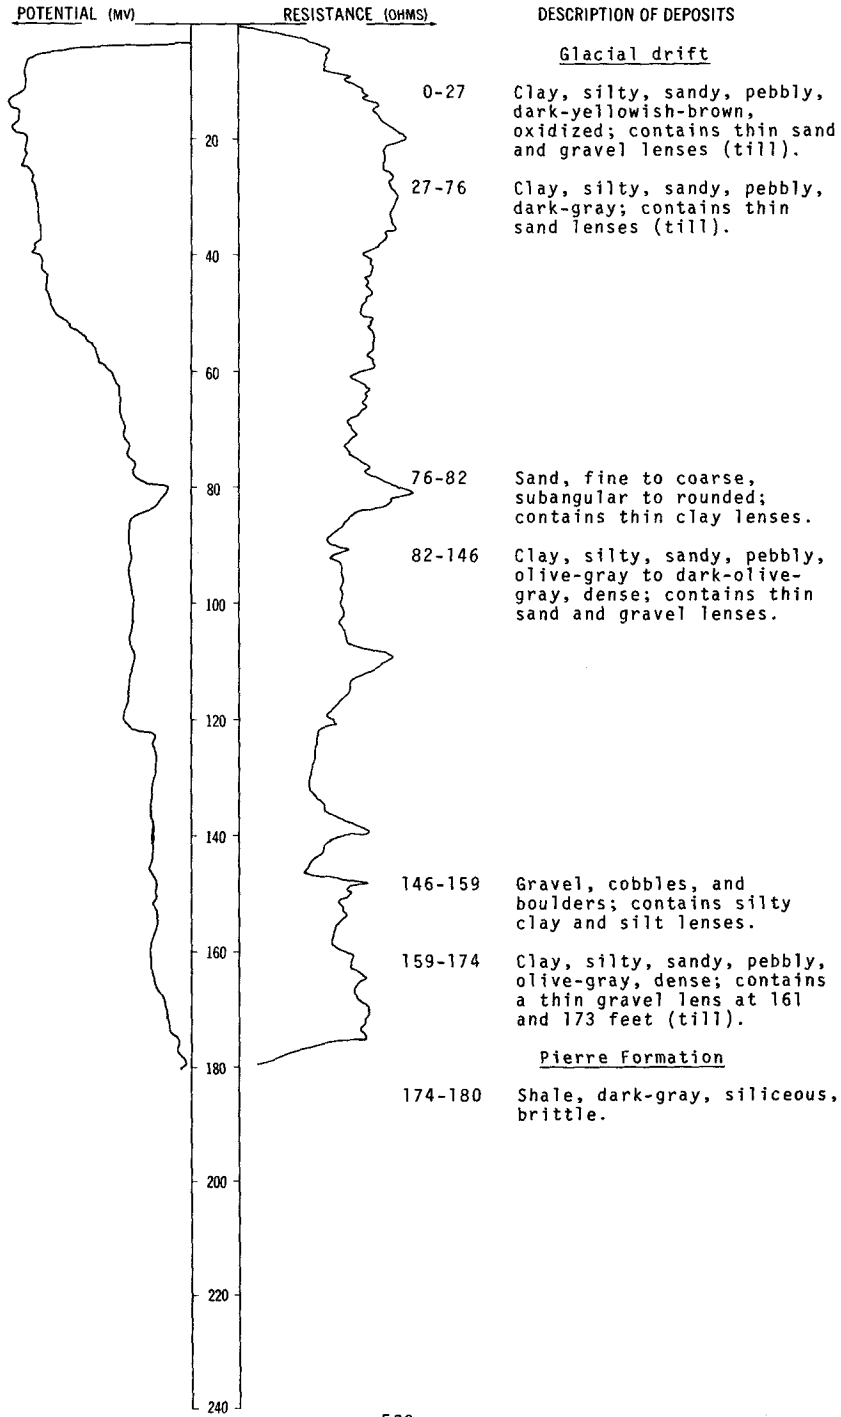 POTENTIAL (MV) RESISTANCE (OHMS) DESCRIPTION OF DEPOSITS
Glacial drift
0-27 Clay, silty, sandy, pebbly,
dark-yellowish-brown,
oxidized; contains thin sand
and gravel lenses (till).
20
27-76 Clay, silty, sandy, pebbly,
dark-gray; contains thin
sand lenses (till).
40
60
76-82 Sand, fine to coarse,
subangular to rounded;
contains thin clay lenses.
80
82-146 Clay, silty, sandy, pebbly,
olive-gray to dark-olive-
gray, dense; contains thin
sand and gravel lenses.
100
120
140
146-159 Gravel, cobbles, and
boulders; contains silty
clay and silt lenses.
160
159-174 Clay, silty, sandy, pebbly,
olive-gray, dense; contains
a thin gravel lens at 161
and 173 feet (till).
Pierre Formation
180
174-180 Shale, dark-gray, siliceous,
brittle.
200
220
240